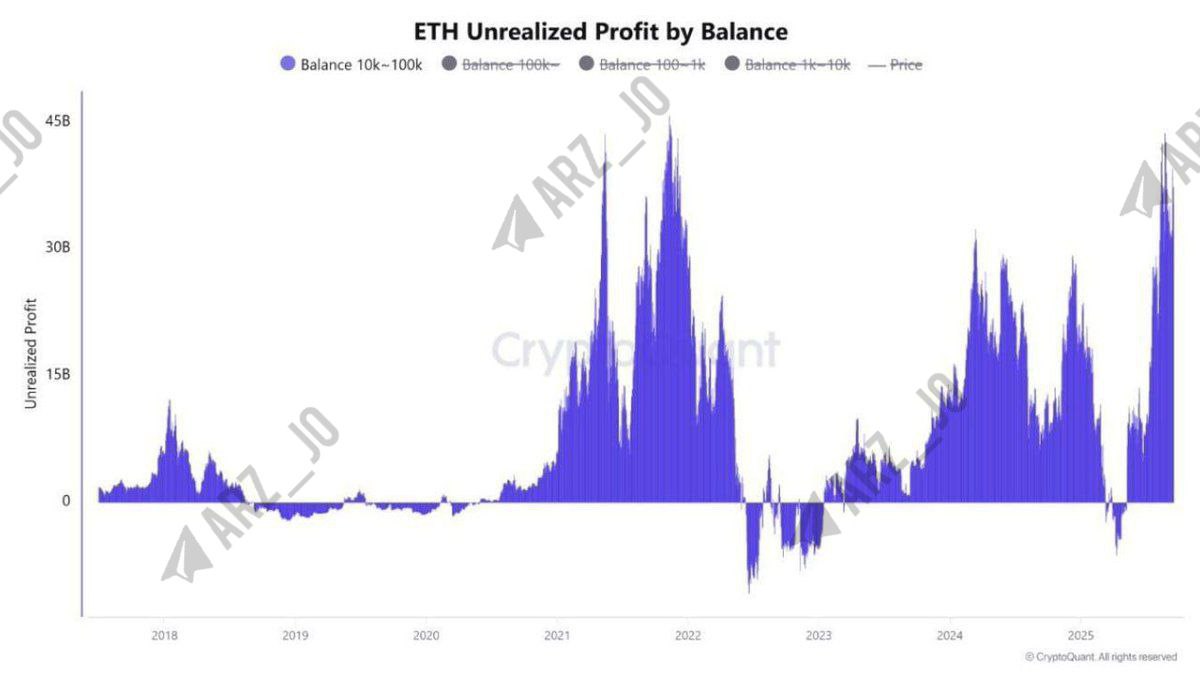 ETH Unrealized Profit by Balance
Balance 10k~100k Balance 100k~ Balance 100~1k Balance 1k~10k Price
45B
30B
15B
0
Unrealized Profit
2018 2019 2020 2021 2022 2023 2024 2025
CryptoQuant
ARZ_JO
ARZ_JO
ARZ_JO
ARZ_JO
© CryptoQuant. All rights reserved